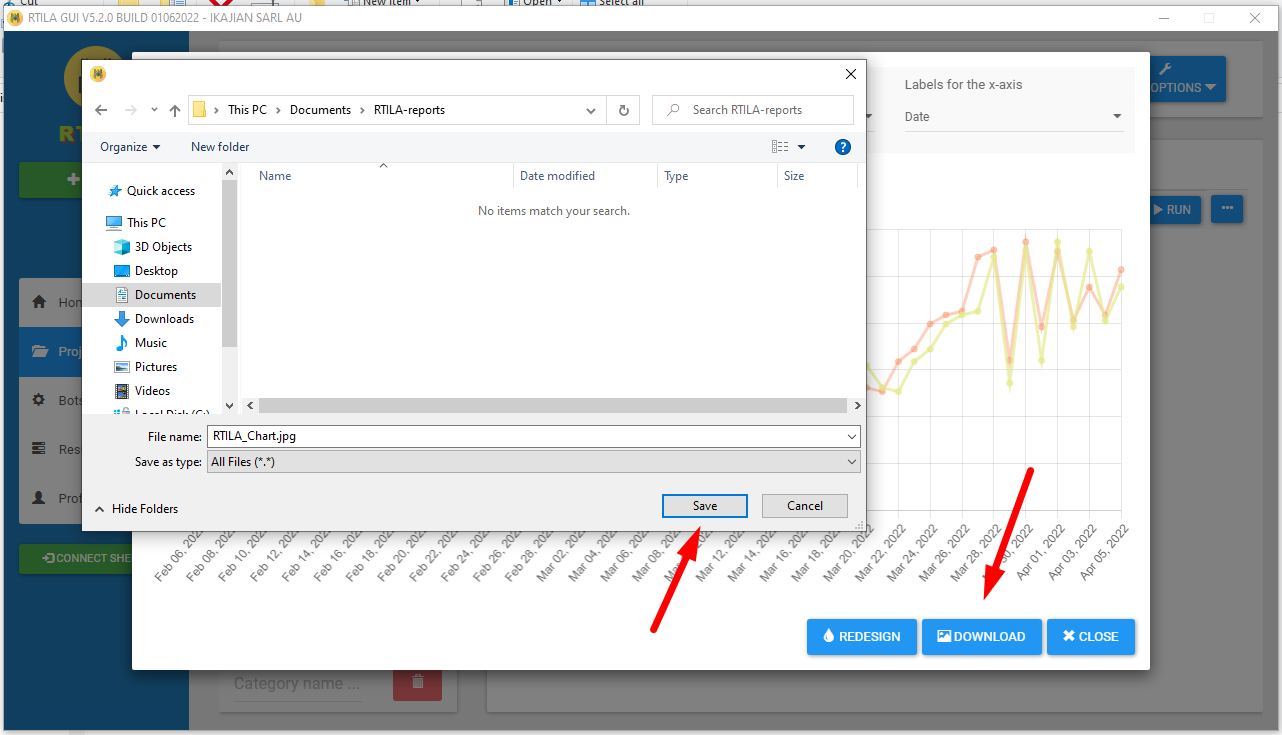 Cut
New item
Open
Select all
RTILA GUI V5.2.0 BUILD 01062022 - IKAJIAN SARL AU
This PC > Documents > RTILA-reports
Search RTILA-reports
Organize
New folder
?
Name
Date modified
Type
Size
No items match your search.
Quick access
This PC
3D Objects
Desktop
Documents
Downloads
Music
Pictures
Videos
Local Disk (C:)
File name: RTILA_Chart.jpg
Save as type: All Files (*.*)
Hide Folders
Save
Cancel
Labels for the x-axis
Date
OPTIONS
RUN
RT
Hon
Proj
Bots
Res
Prof
CONNECT SHE
Feb 06, 2022
Feb 08, 2022
Feb 10, 2022
Feb 12, 2022
Feb 14, 2022
Feb 16, 2022
Feb 18, 2022
Feb 20, 2022
Feb 22, 2022
Feb 24, 2022
Feb 26, 2022
Feb 28, 2022
Mar 02, 2022
Mar 04, 2022
Mar 06, 2022
Mar 08, 2022
Mar 10, 2022
Mar 12, 2022
Mar 14, 2022
Mar 16, 2022
Mar 18, 2022
Mar 20, 2022
Mar 22, 2022
Mar 24, 2022
Mar 26, 2022
Mar 28, 2022
Mar 30, 2022
Apr 01, 2022
Apr 03, 2022
Apr 05, 2022
REDESIGN
DOWNLOAD
CLOSE
Category name ...